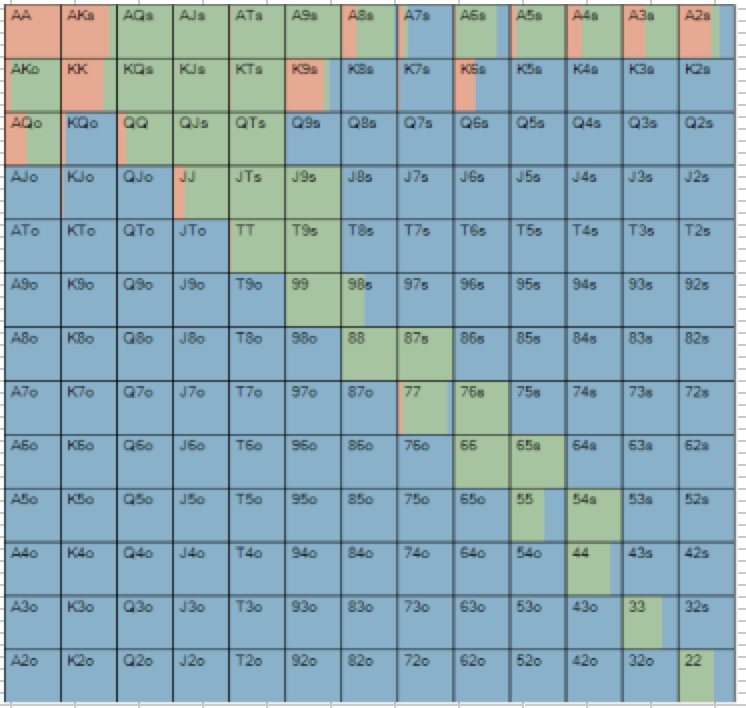 AA AKs AQs AJs ATs A9s A8s A7s A6s A5s A4s A3s A2s
AKo KK KQs KJs KTs K9s K8s K7s K6s K5s K4s K3s K2s
AQo KQo QQ QJs QTs Q9s Q8s Q7s Q6s Q5s Q4s Q3s Q2s
AJo KJo QJo JJ JTs J9s J8s J7s J6s J5s J4s J3s J2s
ATo KTo QTo JTo TT T9s T8s T7s T6s T5s T4s T3s T2s
A9o K9o Q9o J9o T9o 99 98s 97s 96s 95s 94s 93s 92s
A8o K8o Q8o J8o T8o 98o 88 87s 86s 85s 84s 83s 82s
A7o K7o Q7o J7o T7o 97o 87o 77 76s 75s 74s 73s 72s
A6o K6o Q6o J6o T6o 96o 86o 76o 66 65s 64s 63s 62s
A5o K5o Q5o J5o T5o 95o 85o 75o 65o 55 54s 53s 52s
A4o K4o Q4o J4o T4o 94o 84o 74o 64o 54o 44 43s 42s
A3o K3o Q3o J3o T3o 93o 83o 73o 63o 53o 43o 33 32s
A2o K2o Q2o J2o T2o 92o 82o 72o 62o 52o 42o 32o 22